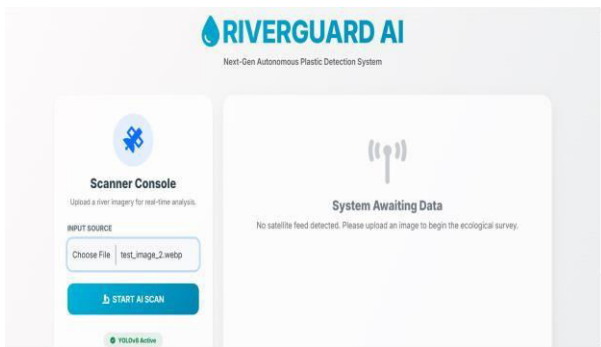 RIVERGUARD AI
Next-Gen Autonomous Plastic Detection System
Scanner Console
Upload a river imagery for real-time analysis.
INPUT SOURCE
Choose File test_image_2.webp
START AI SCAN
YOLOv8 Active
System Awaiting Data
No satellite feed detected. Please upload an image to begin the ecological survey.